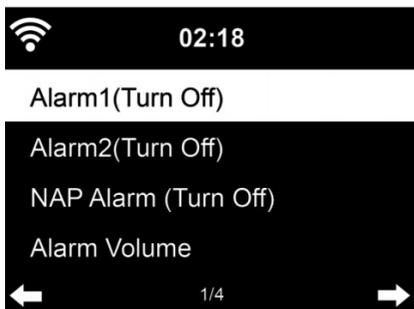 02:18
Alarm1(Turn Off)
Alarm2(Turn Off)
NAP Alarm (Turn Off)
Alarm Volume
1/4